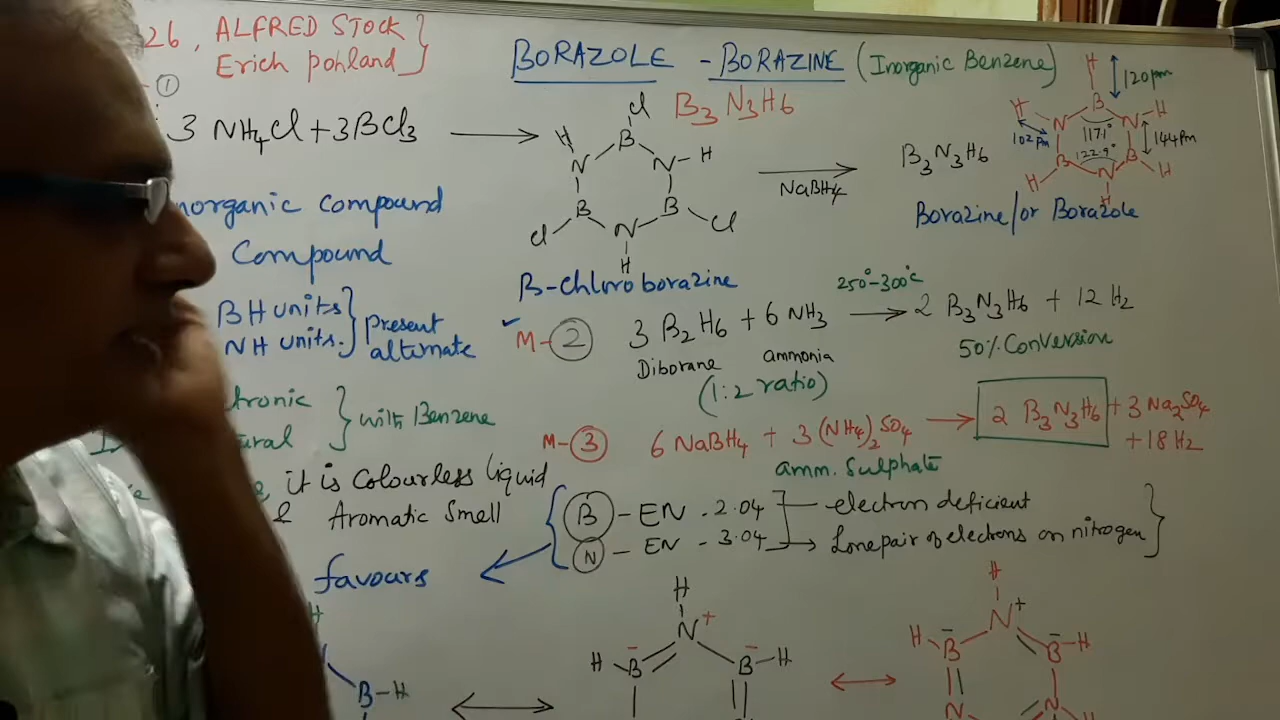 26, ALFRED STOCK
Erich pohland
BORAZOLE - BORAZINE (Inorganic Benzene)
①
3 NH4Cl + 3BCl3
Cl
B3N3H6
H
B
N
N-H
B
B
Cl
N
Cl
H
B-chloroborazine
NaBH4
B3N3H6
H
120pm
H
B
H
N
N
102 pm
117.1°
144pm
122.9°
B
B
H
N
H
H
Borazine/or Borazole
norganic compound
Compound
BH units
NH units.
present
alternate
M-②
3 B2H6 + 6 NH3
250°-300°C
2 B3N3H6 + 12 H2
Diborane
ammonia
(1:2 ratio)
50% Conversion
tronic
ural
with Benzene
M-③
6 NaBH4 + 3 (NH4)2SO4
2 B3N3H6 + 3 Na2SO4
+ 18 H2
amm. Sulphate
it is Colourless liquid
& Aromatic Smell
B - EN - 2.04
electron deficient
N - EN - 3.04
Lonepair of electrons on nitrogen
favours
H
B-H
H
N+
H B- B- H
H
N+
H B- B- H
N N